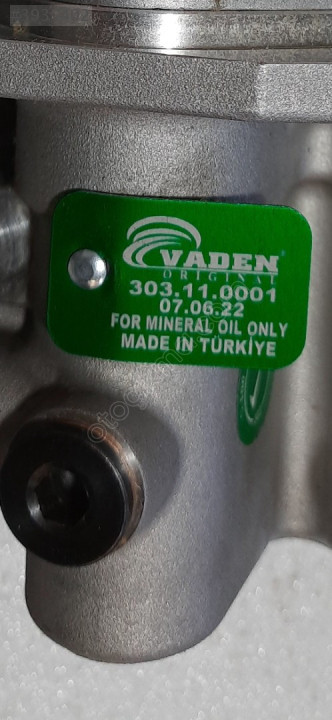 VADEN
ORIGINAL
303.11.0001
07.06.22
FOR MINERAL OIL ONLY
MADE IN TÜRKİYE